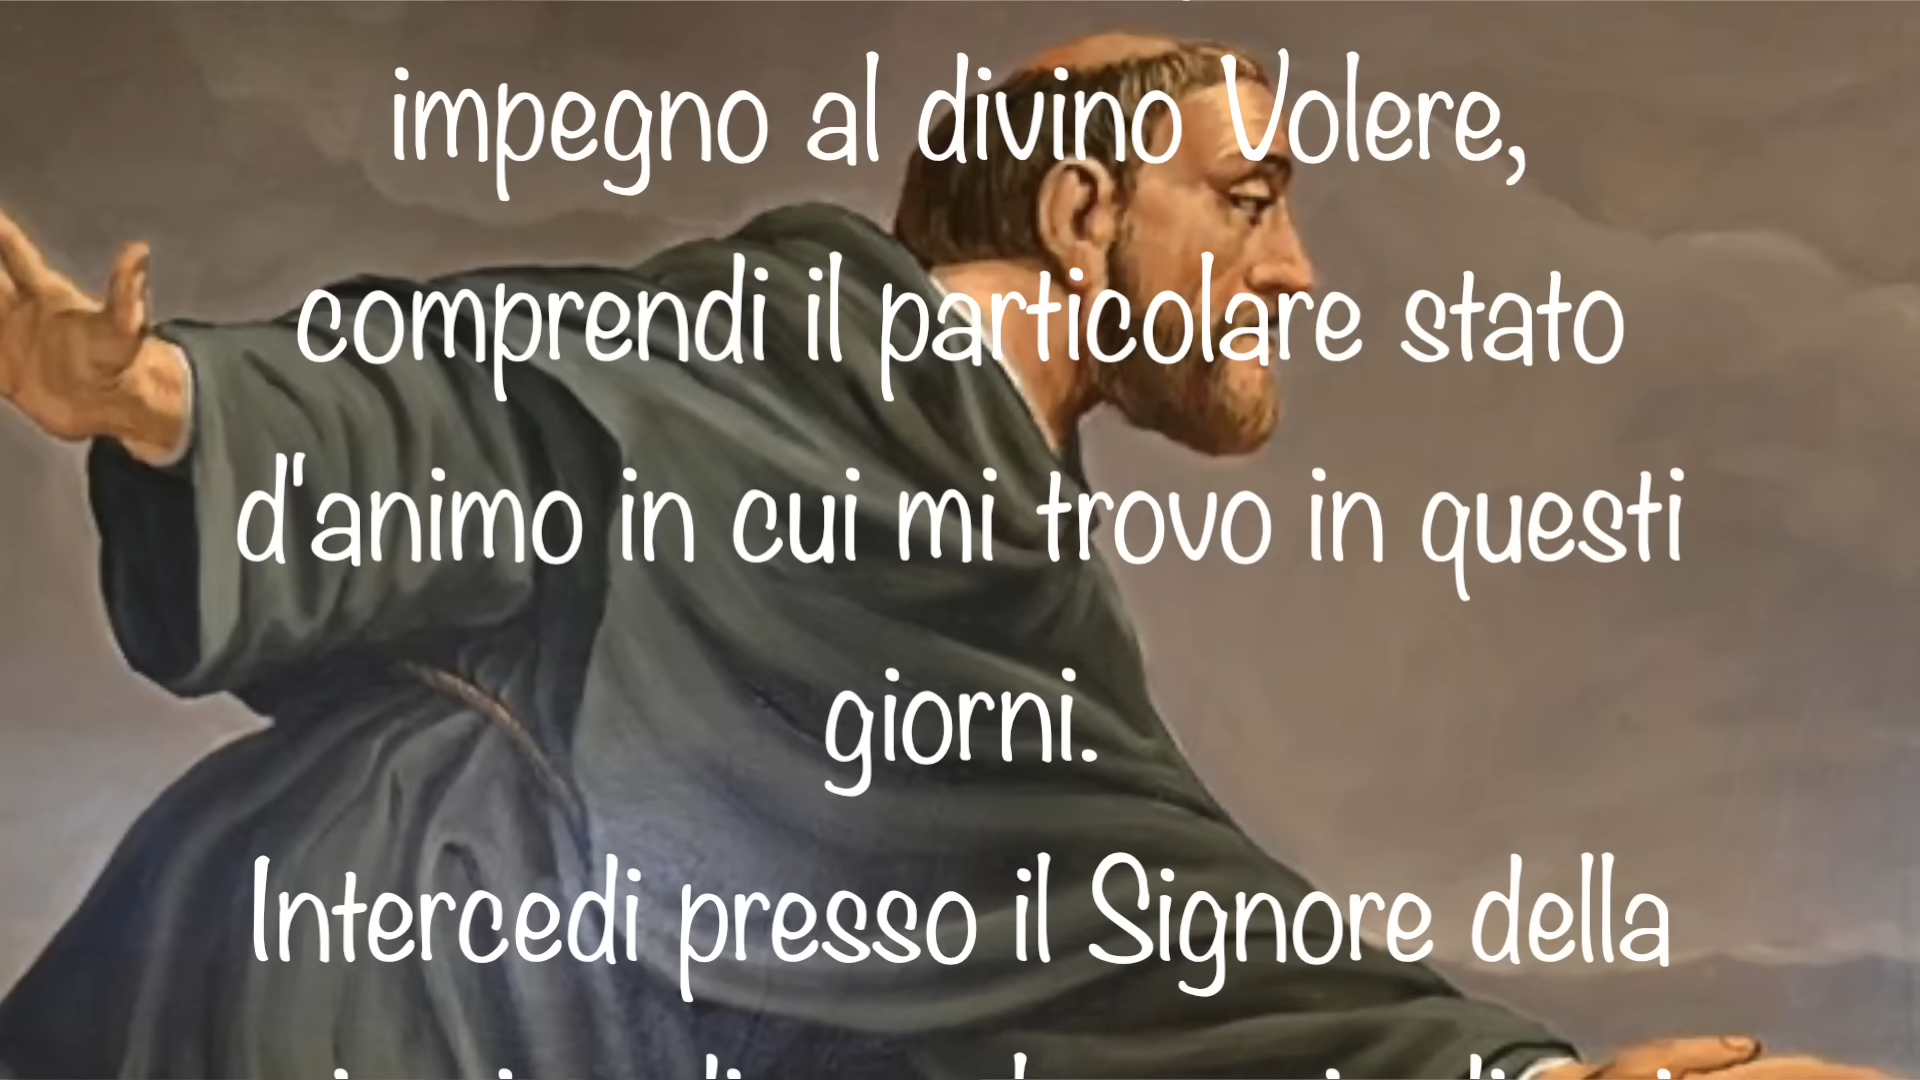 impegno al divino Volere,
comprendi il particolare stato
d'animo in cui mi trovo in questi
giorni.
Intercedi presso il Signore della